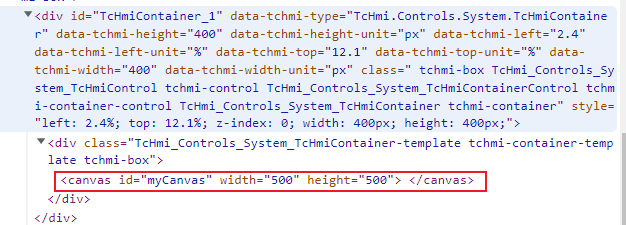 <div id="TcHmiContainer_1" data-tchmi-type="TcHmi.Controls.System.TcHmiContaine
r" data-tchmi-height="400" data-tchmi-height-unit="px" data-tchmi-left="2.4"
data-tchmi-left-unit="%" data-tchmi-top="12.1" data-tchmi-top-unit="%" data-
tchmi-width="400" data-tchmi-width-unit="px" class=" tchmi-box TcHmi_Controls_Sy
stem_TcHmiControl tchmi-control TcHmi_Controls_System_TcHmiContainerControl tchm
i-container-control TcHmi_Controls_System_TcHmiContainer tchmi-container" style=
"left: 2.4%; top: 12.1%; z-index: 0; width: 400px; height: 400px;">
<div class="TcHmi_Controls_System_TcHmiContainer-template tchmi-container-temp
late tchmi-box">
<canvas id="myCanvas" width="500" height="500"> </canvas>
</div>
</div>